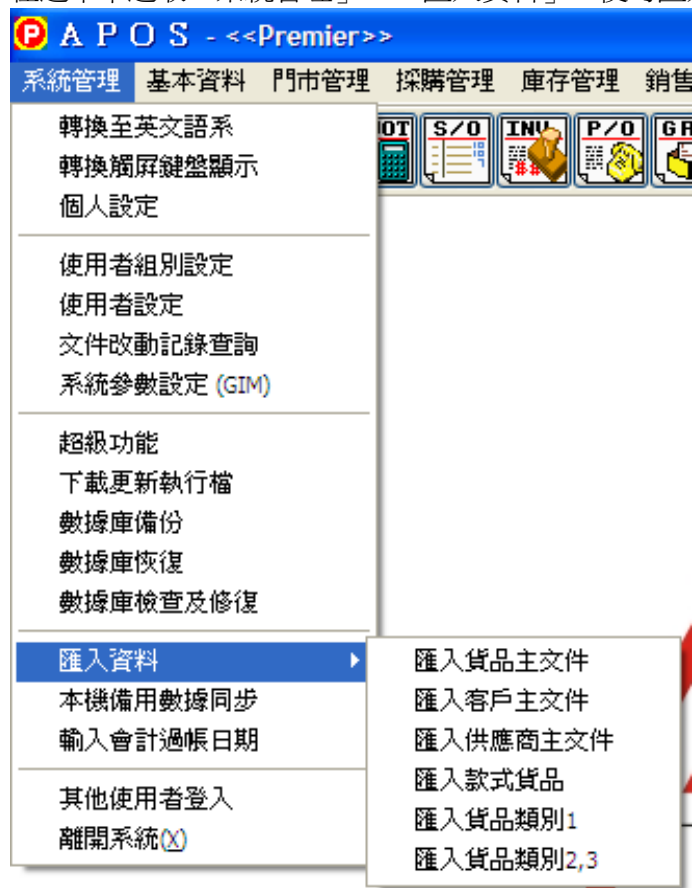 A P O S - <<Premier>>
系統管理 基本資料 門市管理 採購管理 庫存管理 銷售
S/O INV P/O GR
轉換至英文語系
轉換觸屏鍵盤顯示
個人設定
使用者組別設定
使用者設定
文件改動記錄查詢
系統參數設定 (GIM)
超級功能
下載更新執行檔
數據庫備份
數據庫恢復
數據庫檢查及修復
匯入資料
匯入貨品主文件
本機備用數據同步
匯入客戶主文件
輸入會計過帳日期
匯入供應商主文件
匯入款式貨品
其他使用者登入
匯入貨品類別1
離開系統(X)
匯入貨品類別2,3